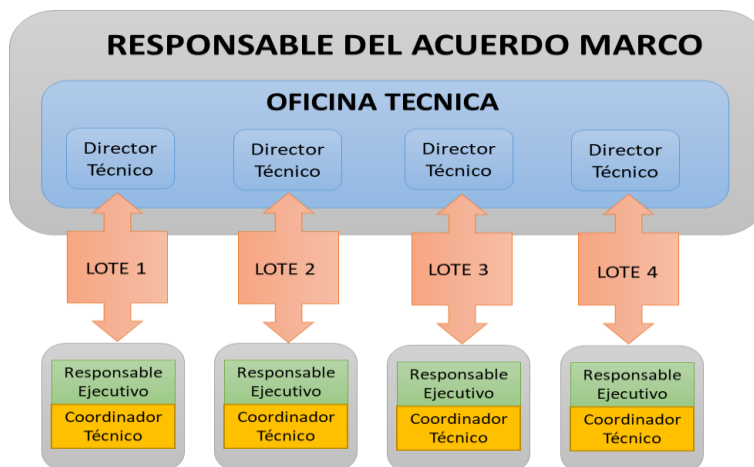 RESPONSABLE DEL ACUERDO MARCO
OFICINA TECNICA
Director
Técnico
Director
Técnico
Director
Técnico
Director
Técnico
LOTE 1
LOTE 2
LOTE 3
LOTE 4
Responsable
Ejecutivo
Coordinador
Técnico
Responsable
Ejecutivo
Coordinador
Técnico
Responsable
Ejecutivo
Coordinador
Técnico
Responsable
Ejecutivo
Coordinador
Técnico